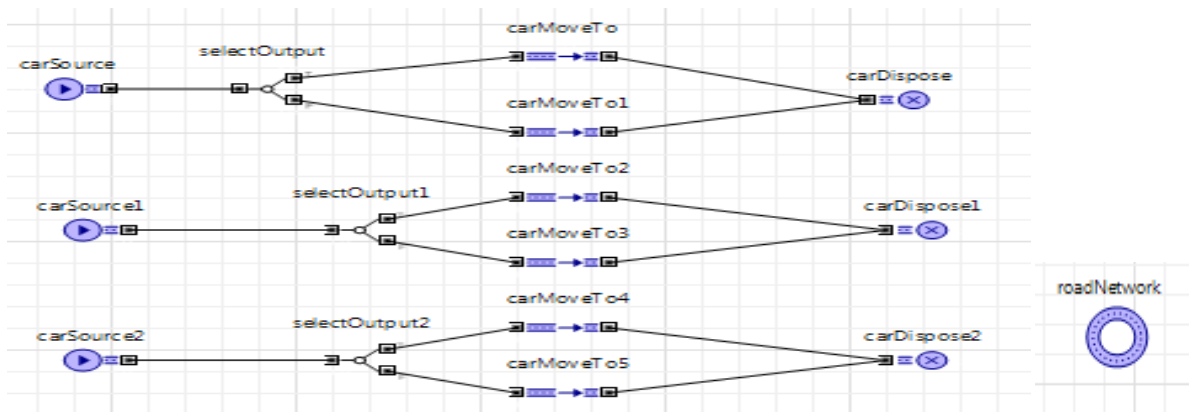 carMoveTo
selectOutput
carSource
carDispose
carMoveTo1
carMoveTo2
selectOutput1
carSource1
carDispose1
carMoveTo3
roadNetwork
carMoveTo4
selectOutput2
carSource2
carDispose2
carMoveTo5